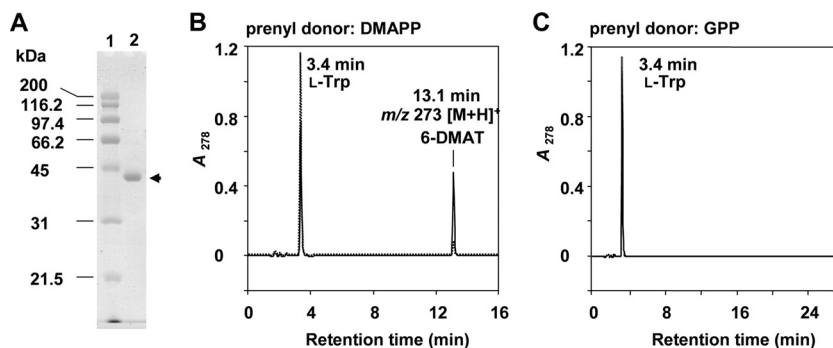 A
1 2
kDa
200
116.2
97.4
66.2
45
31
21.5
B
prenyl donor: DMAPP
1.2
0.8
0.4
0
A 278
3.4 min
L-Trp
13.1 min
m/z 273 [M+H]+
6-DMAT
0 4 8 12 16
Retention time (min)
C
prenyl donor: GPP
1.2
0.8
0.4
0
A 278
3.4 min
L-Trp
0 8 16 24
Retention time (min)